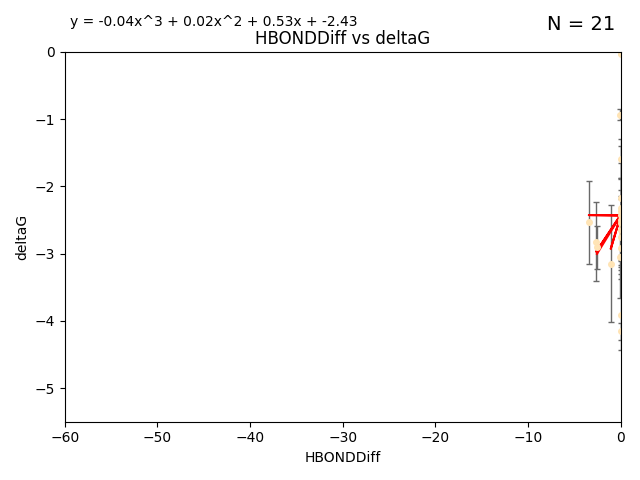 y = -0.04x^3 + 0.02x^2 + 0.53x + -2.43
N = 21
HBONDDiff vs deltaG
0
−1
−2
−3
−4
−5
deltaG
−60 −50 −40 −30 −20 −10 0
HBONDDiff